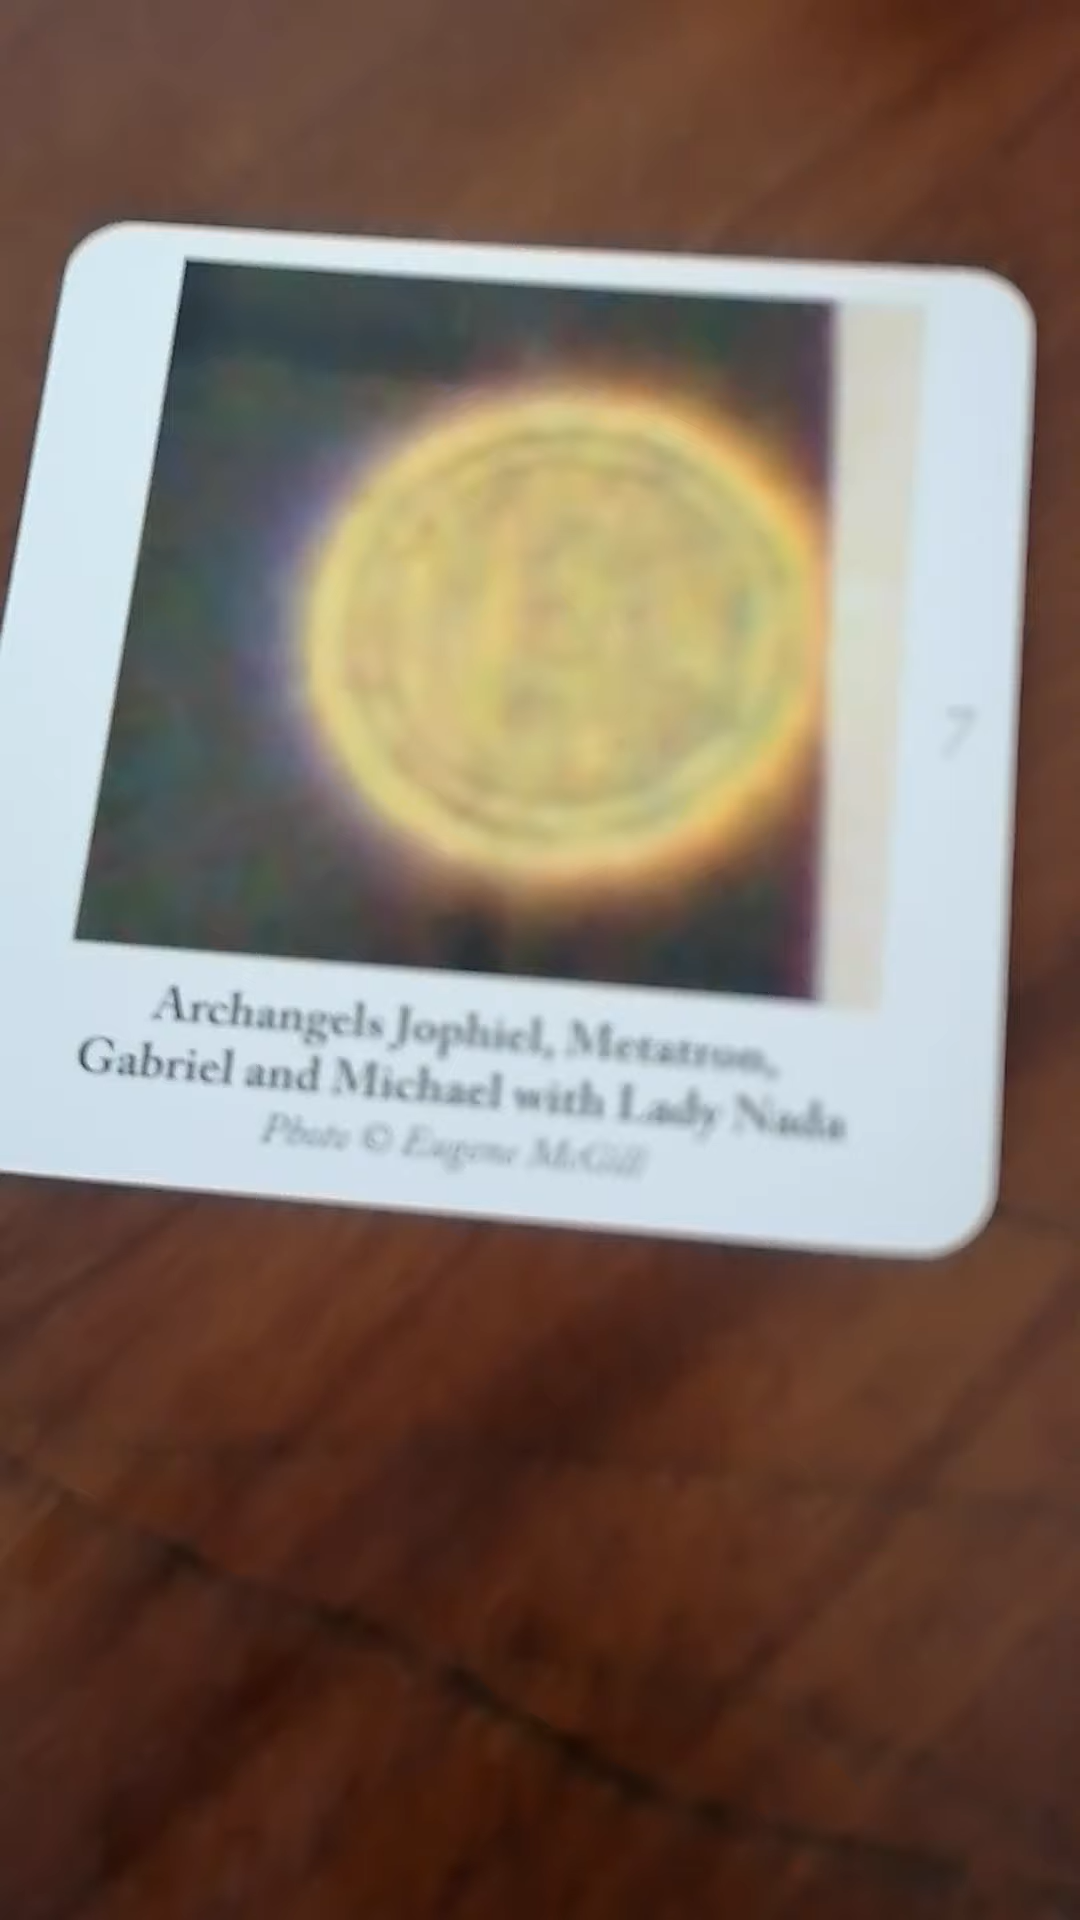 7
Archangels Jophiel, Metatron,
Gabriel and Michael with Lady Nada
Photo © Eugene McGill